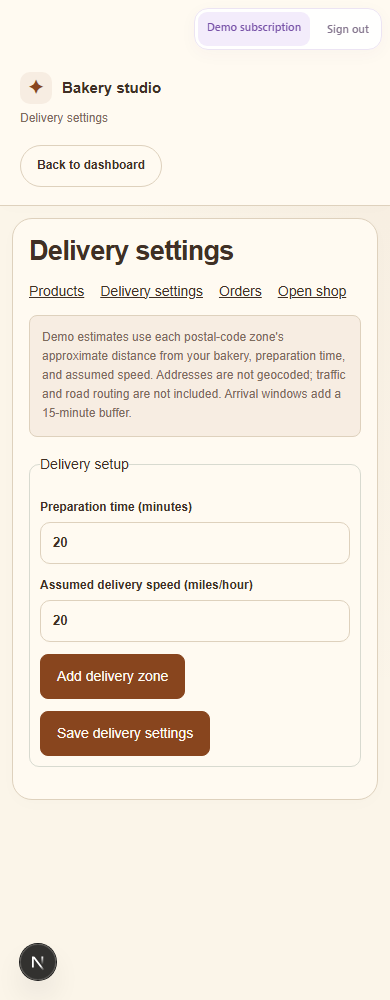 Demo subscription
Sign out
Bakery studio
Delivery settings
Back to dashboard
Delivery settings
Products Delivery settings Orders Open shop
Demo estimates use each postal-code zone's
approximate distance from your bakery, preparation time,
and assumed speed. Addresses are not geocoded; traffic
and road routing are not included. Arrival windows add a
15-minute buffer.
Delivery setup
Preparation time (minutes)
20
Assumed delivery speed (miles/hour)
20
Add delivery zone
Save delivery settings
N